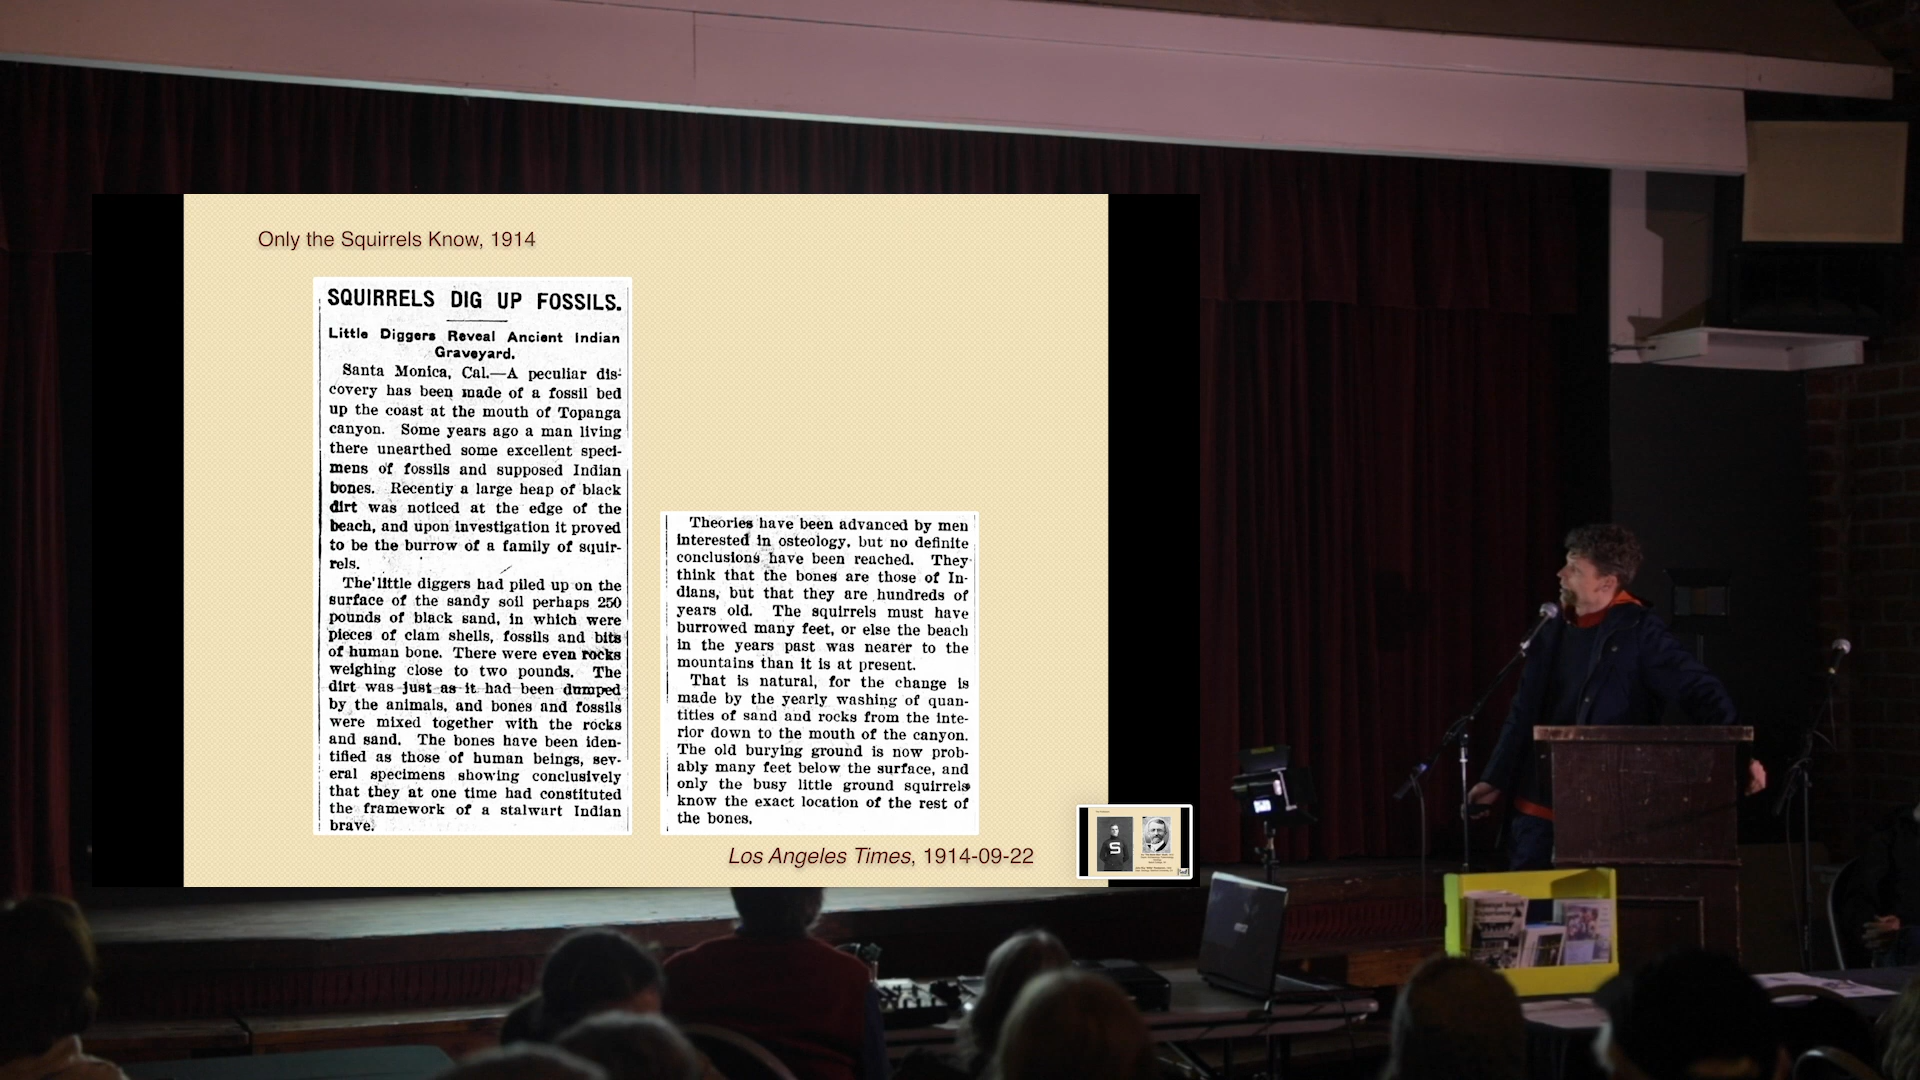 Only the Squirrels Know, 1914
SQUIRRELS DIG UP FOSSILS.
Little Diggers Reveal Ancient Indian
Graveyard.
Santa Monica, Cal.—A peculiar dis-
covery has been made of a fossil bed
up the coast at the mouth of Topanga
canyon. Some years ago a man living
there unearthed some excellent speci-
mens of fossils and supposed Indian
bones. Recently a large heap of black
dirt was noticed at the edge of the
beach, and upon investigation it proved
to be the burrow of a family of squir-
rels.
The little diggers had piled up on the
surface of the sandy soil perhaps 250
pounds of black sand, in which were
pieces of clam shells, fossils and bits
of human bone. There were even rocks
weighing close to two pounds. The
dirt was just as it had been dumped
by the animals, and bones and fossils
were mixed together with the rocks
and sand. The bones have been iden-
tified as those of human beings, sev-
eral specimens showing conclusively
that they at one time had constituted
the framework of a stalwart Indian
brave.
Theories have been advanced by men
interested in osteology, but no definite
conclusions have been reached. They
think that the bones are those of In-
dians, but that they are hundreds of
years old. The squirrels must have
burrowed many feet, or else the beach
in the years past was nearer to the
mountains than it is at present.
That is natural, for the change is
made by the yearly washing of quan-
tities of sand and rocks from the inte-
rior down to the mouth of the canyon.
The old burying ground is now prob-
ably many feet below the surface, and
only the busy little ground squirrels
know the exact location of the rest of
the bones.
Los Angeles Times, 1914-09-22
S